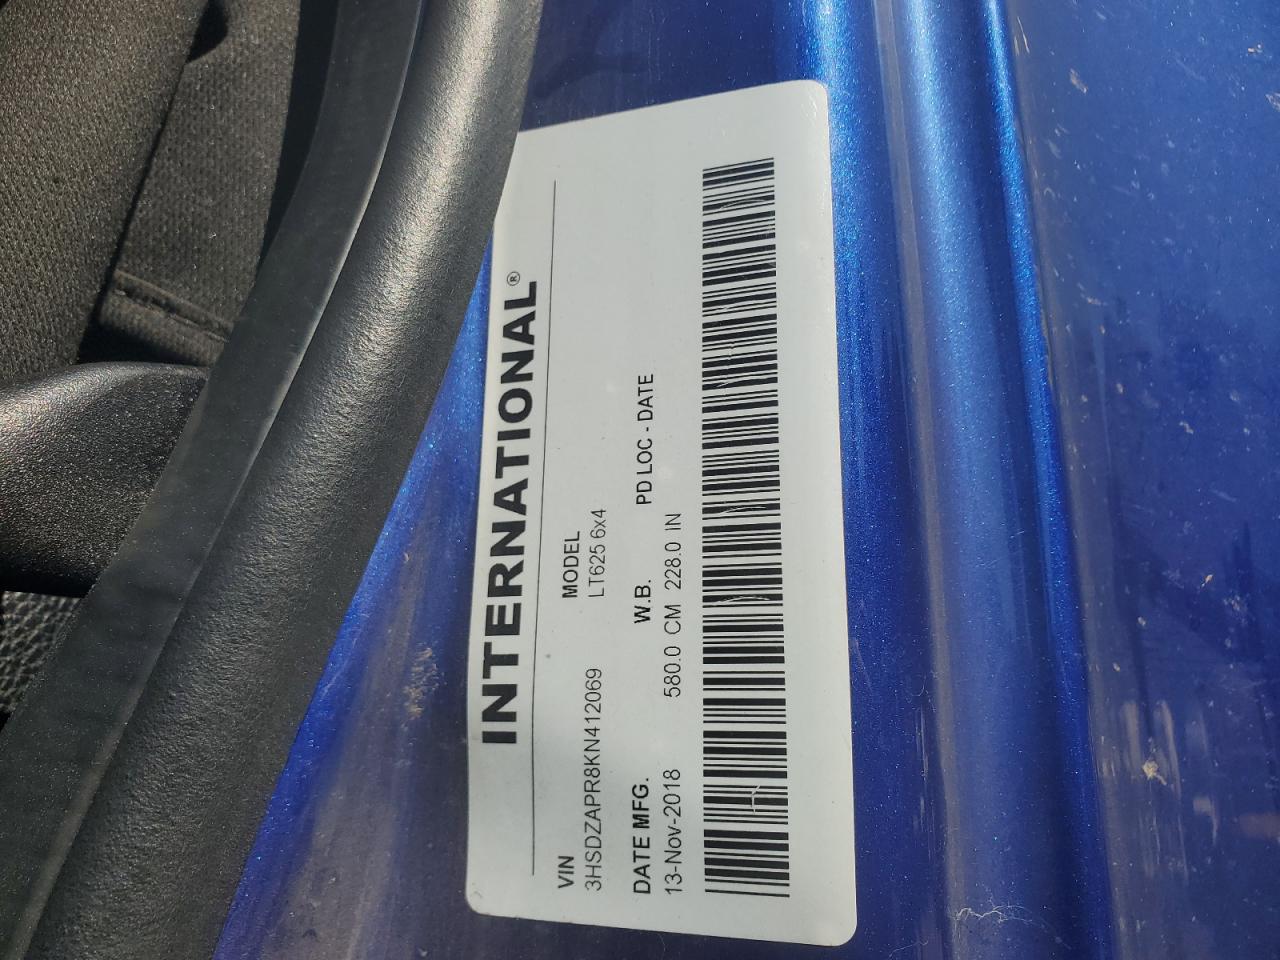 INTERNATIONAL®
VIN MODEL
3HSDZAPR8KN412069 LT625 6x4
DATE MFG. W.B. PD LOC - DATE
13-Nov-2018 580.0 CM 228.0 IN